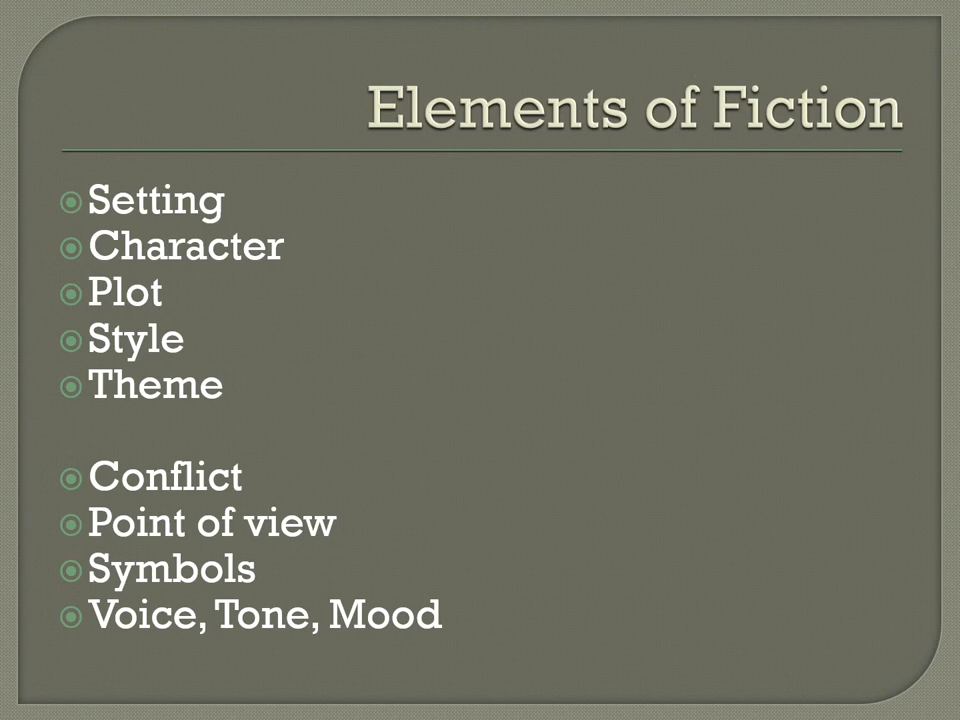 Elements of Fiction
Setting
Character
Plot
Style
Theme
Conflict
Point of view
Symbols
Voice, Tone, Mood